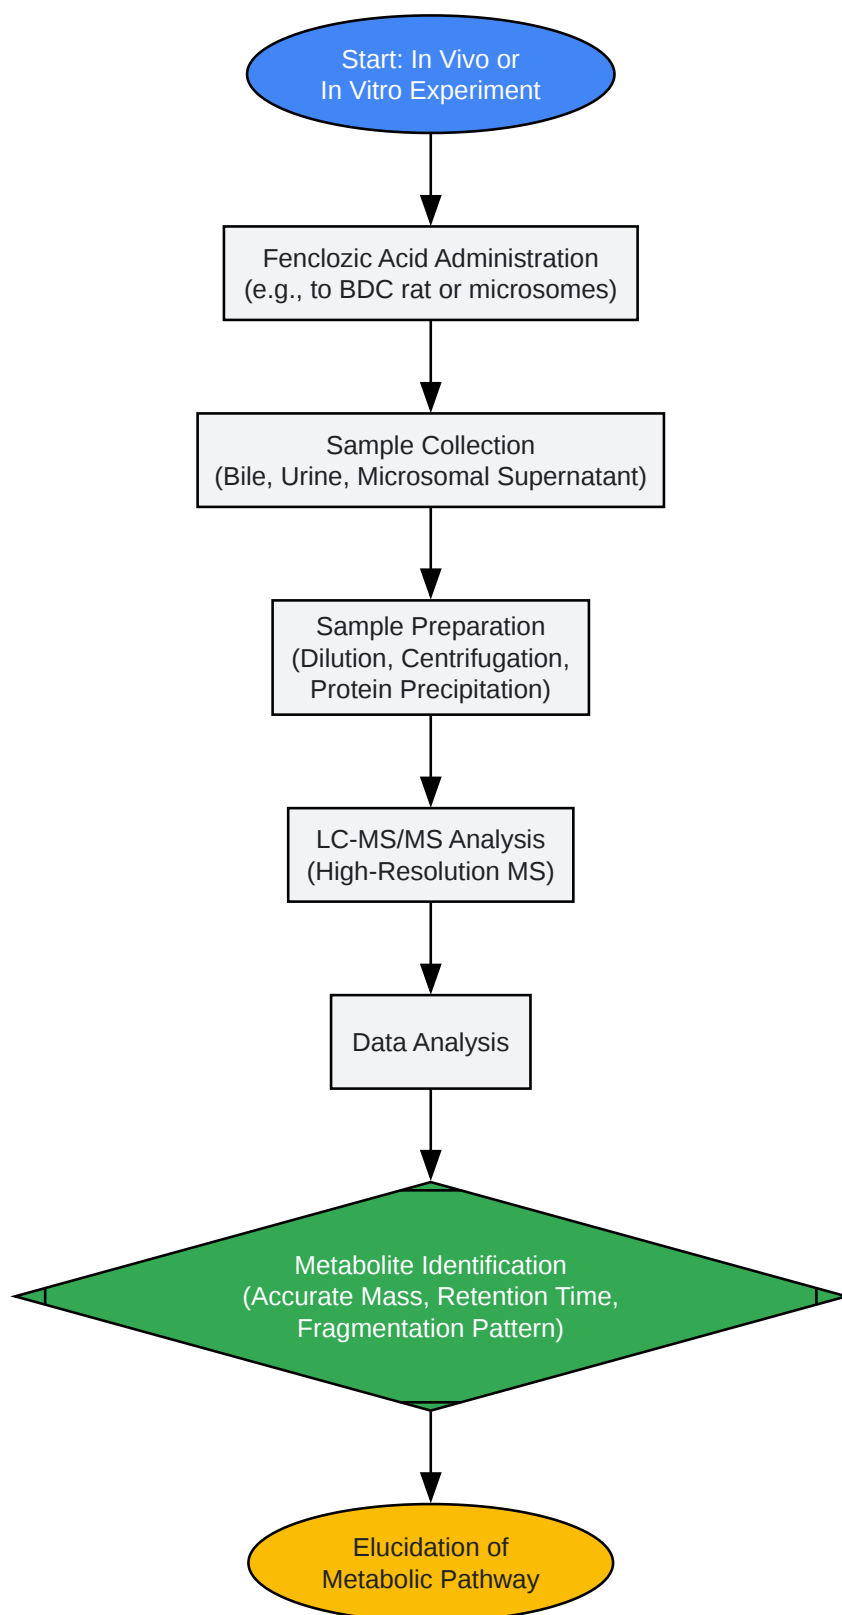 Start: In Vivo or
In Vitro Experiment
Fenclozic Acid Administration
(e.g., to BDC rat or microsomes)
Sample Collection
(Bile, Urine, Microsomal Supernatant)
Sample Preparation
(Dilution, Centrifugation,
Protein Precipitation)
LC-MS/MS Analysis
(High-Resolution MS)
Data Analysis
Metabolite Identification
(Accurate Mass, Retention Time,
Fragmentation Pattern)
Elucidation of
Metabolic Pathway